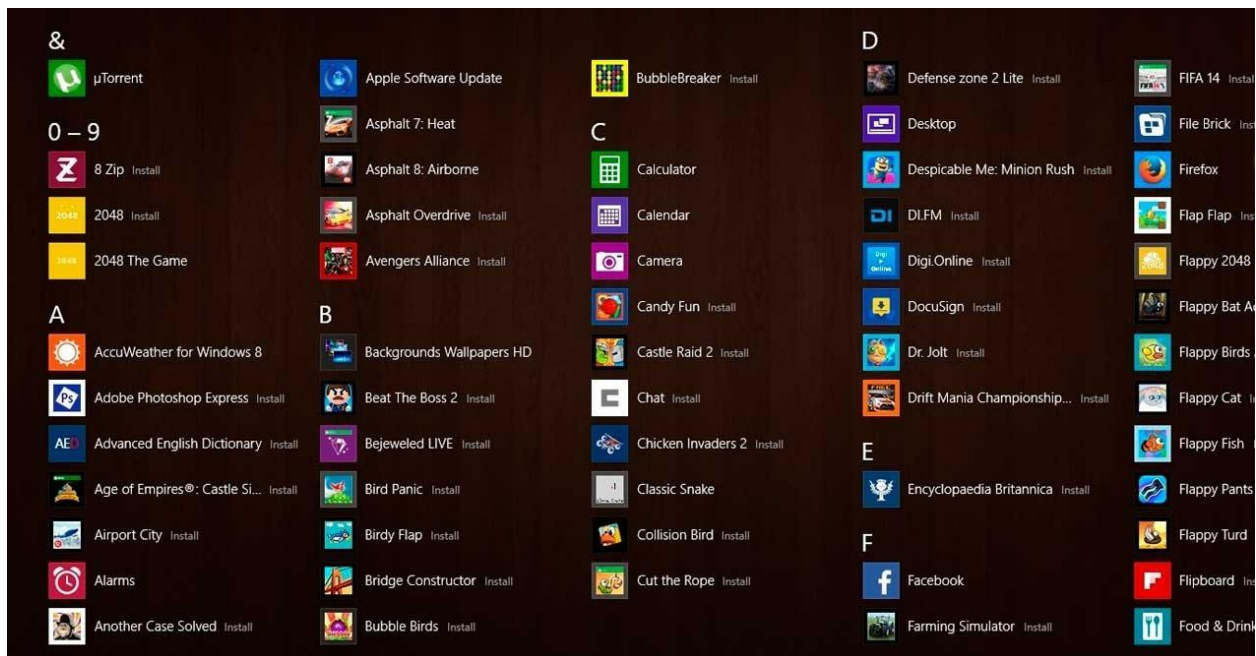 &
µTorrent
0 – 9
8 Zip Install
2048 Install
2048 The Game
A
AccuWeather for Windows 8
Adobe Photoshop Express Install
Advanced English Dictionary Install
Age of Empires®: Castle Si... Install
Airport City Install
Alarms
Another Case Solved Install
Apple Software Update
Asphalt 7: Heat
Asphalt 8: Airborne
Asphalt Overdrive Install
Avengers Alliance Install
B
Backgrounds Wallpapers HD
Beat The Boss 2 Install
Bejeweled LIVE Install
Bird Panic Install
Birdy Flap Install
Bridge Constructor Install
Bubble Birds Install
BubbleBreaker Install
C
Calculator
Calendar
Camera
Candy Fun Install
Castle Raid 2 Install
Chat Install
Chicken Invaders 2 Install
Classic Snake
Collision Bird Install
Cut the Rope Install
D
Defense zone 2 Lite Install
Desktop
Despicable Me: Minion Rush Install
DI.FM Install
Digi.Online Install
DocuSign Install
Dr. Jolt Install
Drift Mania Championship... Install
E
Encyclopaedia Britannica Install
F
Facebook
Farming Simulator Install
FIFA 14 Instal
File Brick Ins
Firefox
Flap Flap Ins
Flappy 2048
Flappy Bat A
Flappy Birds
Flappy Cat
Flappy Fish
Flappy Pants
Flappy Turd
Flipboard Ins
Food & Drink